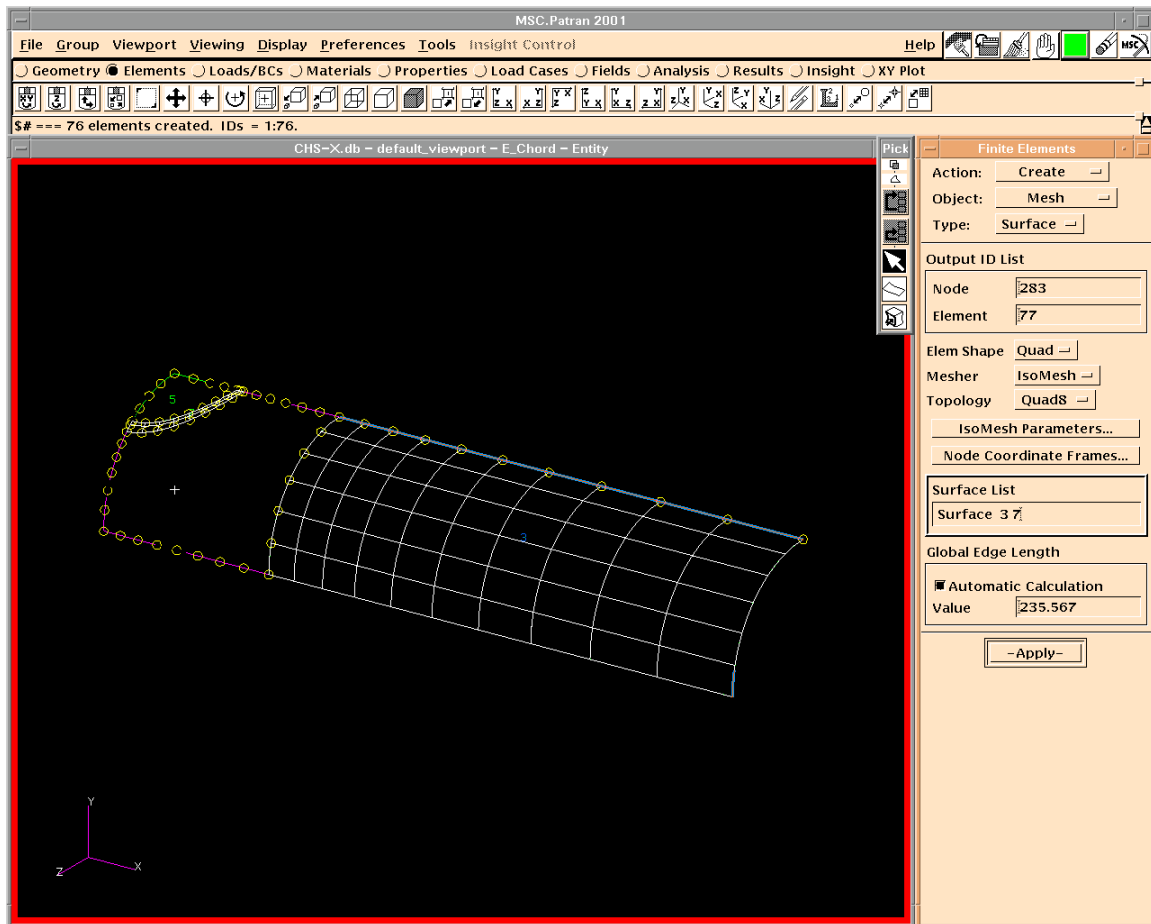 MSC.Patran 2001
File Group Viewport Viewing Display Preferences Tools Insight Control Help
MSC
Geometry Elements Loads/BCs Materials Properties Load Cases Fields Analysis Results Insight XY Plot
$# === 76 elements created. IDs = 1:76.
CHS-X.db - default_viewport - E_Chord - Entity
Pick
Finite Elements
Action: Create
Object: Mesh
Type: Surface
Output ID List
Node 283
Element 77
Elem Shape Quad
Mesher IsoMesh
Topology Quad8
IsoMesh Parameters...
Node Coordinate Frames...
Surface List
Surface 3 7
Global Edge Length
Automatic Calculation
Value 235.567
-Apply-
5
3
Y
Z
X